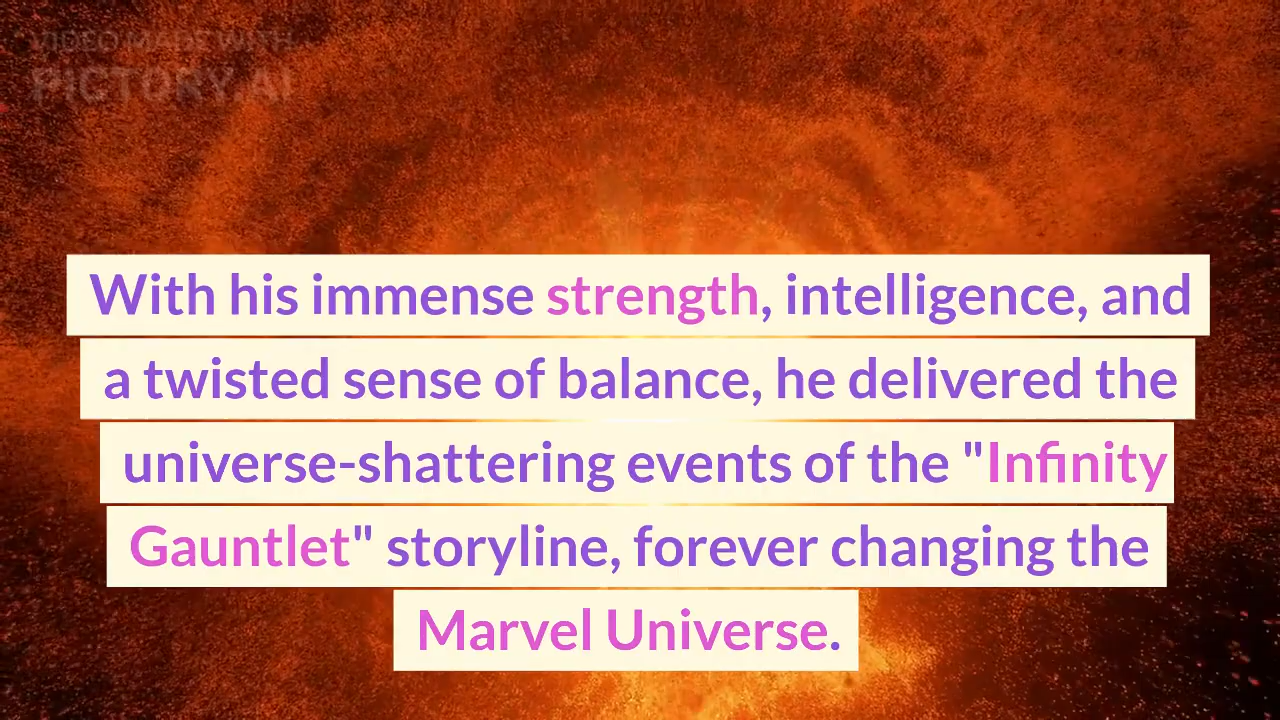 VIDEO MADE WITH
PICTORY.AI
With his immense strength, intelligence, and
a twisted sense of balance, he delivered the
universe-shattering events of the "Infinity
Gauntlet" storyline, forever changing the
Marvel Universe.